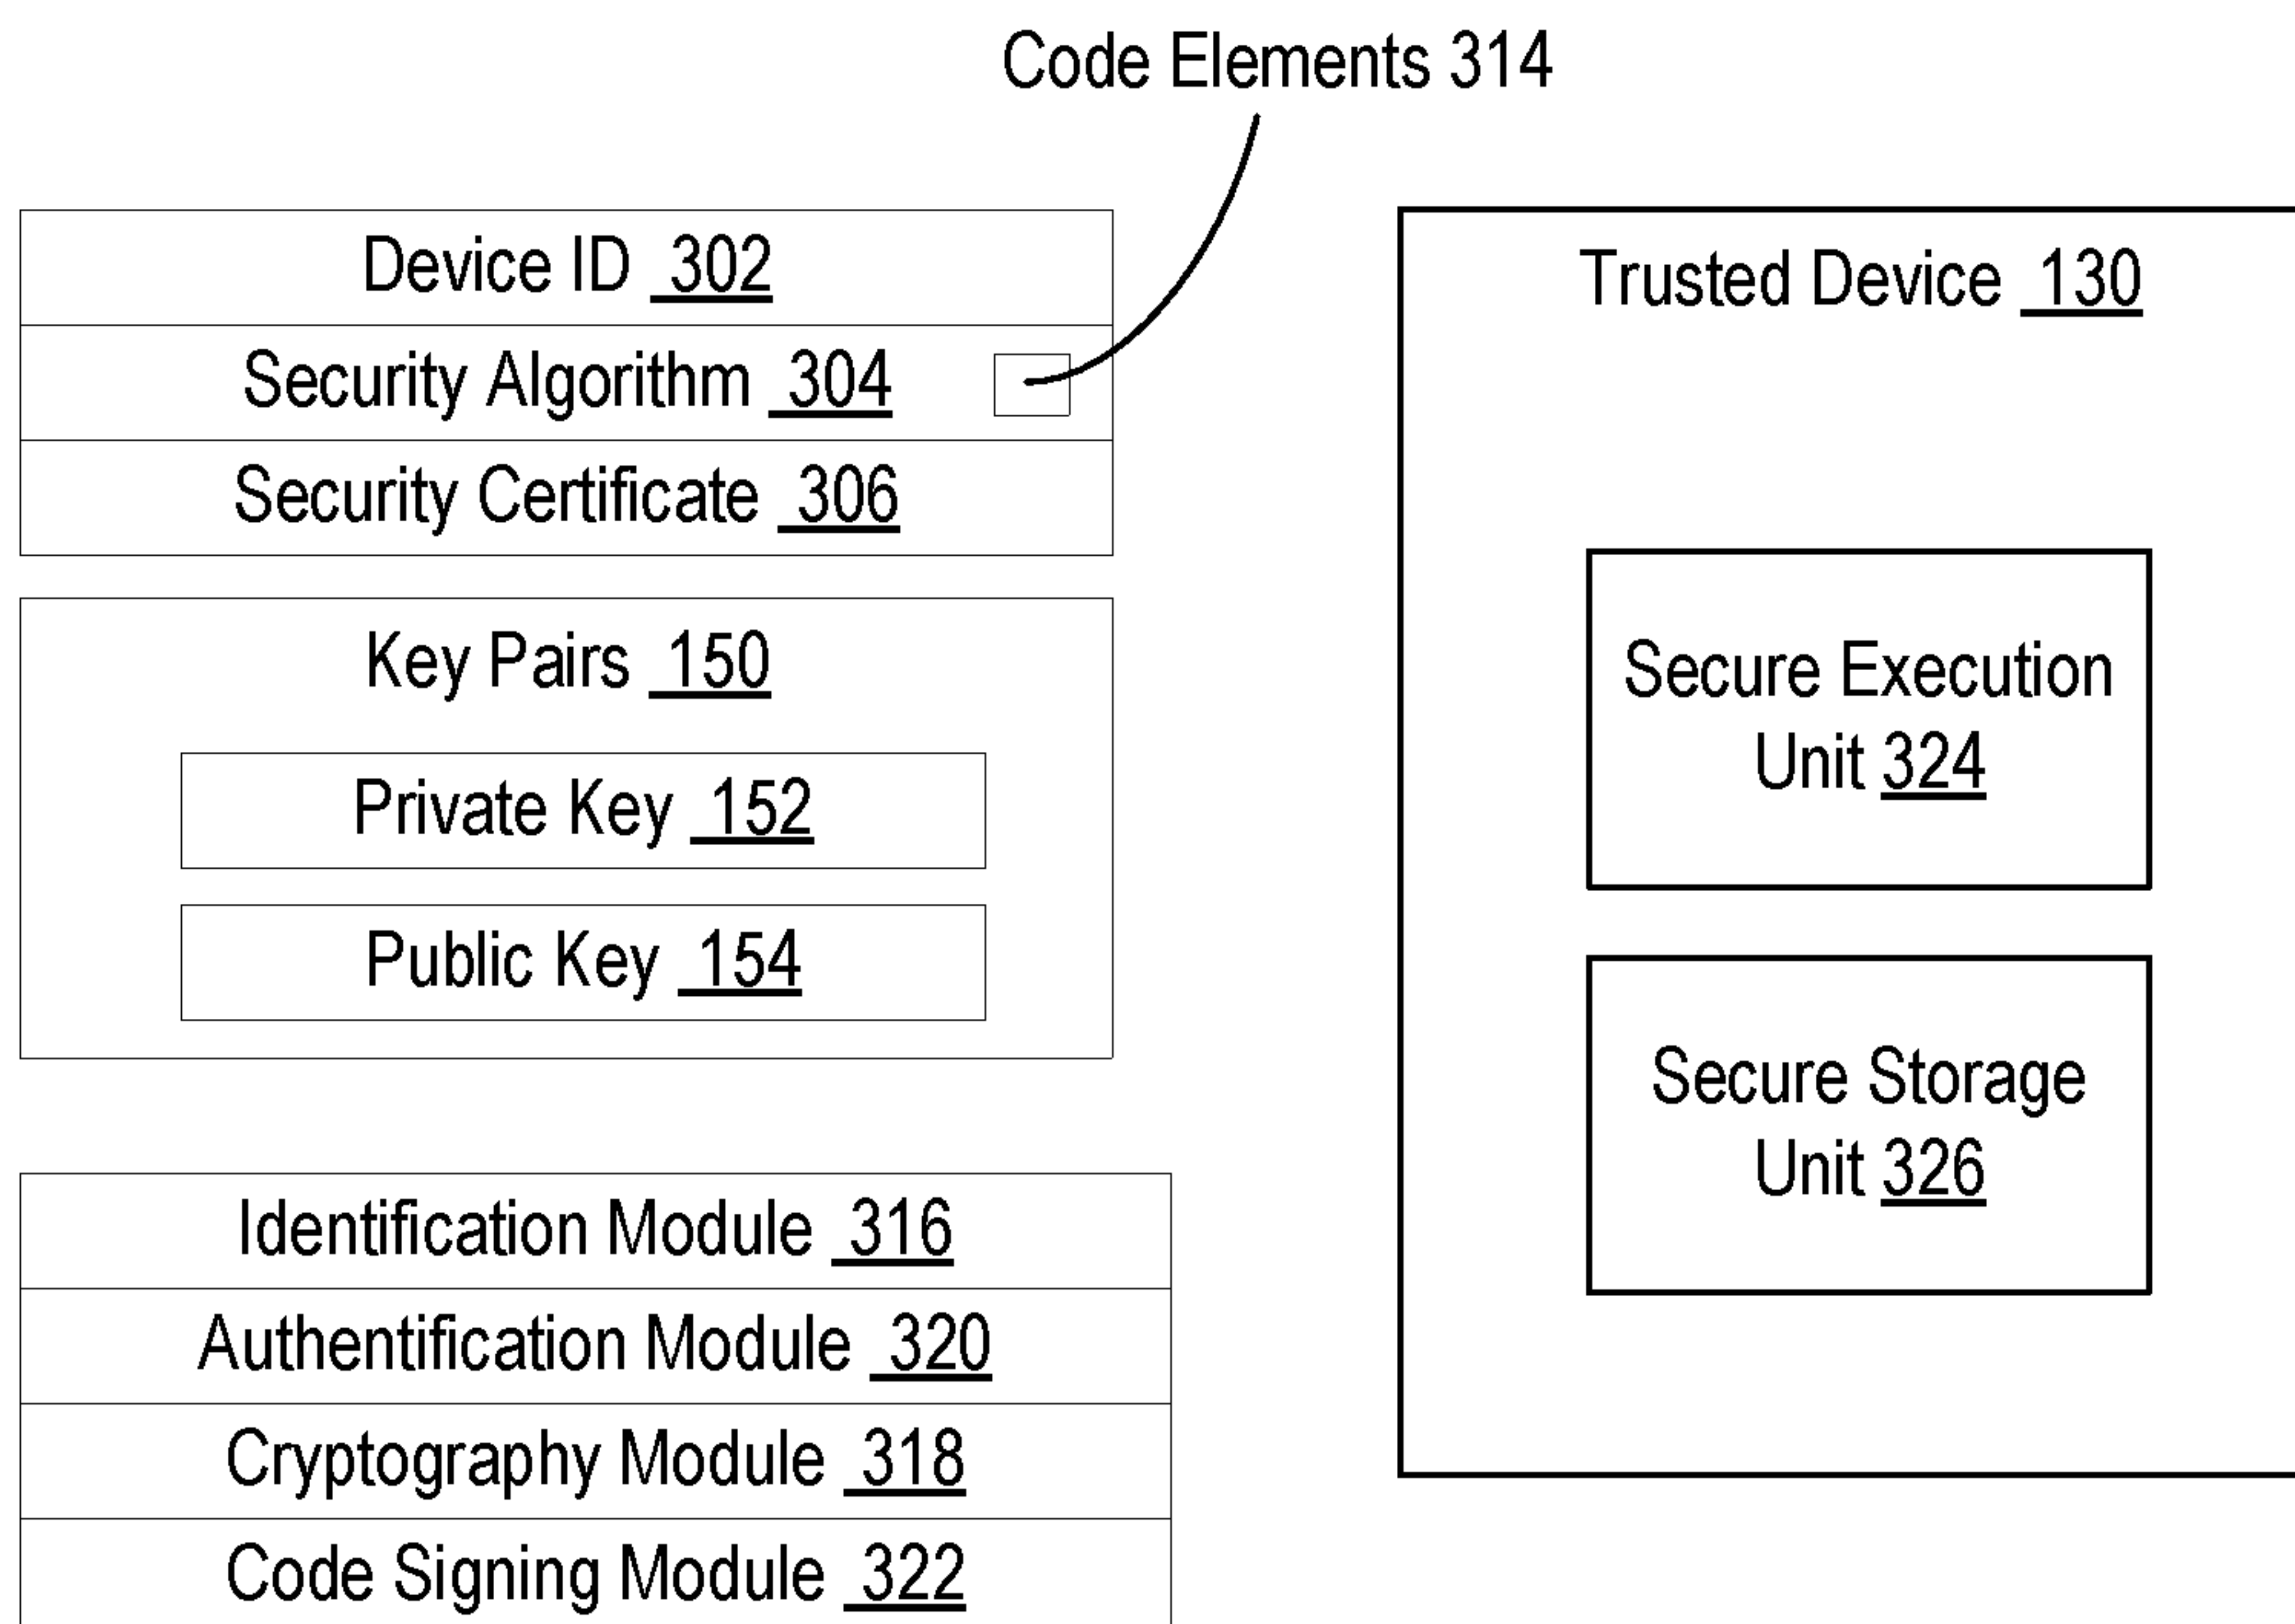 Code Elements 314
Device ID 302
Security Algorithm 304
Security Certificate 306
Key Pairs 150
Private Key 152
Public Key 154
Identification Module 316
Authentification Module 320
Cryptography Module 318
Code Signing Module 322
Trusted Device 130
Secure Execution
Unit 324
Secure Storage
Unit 326